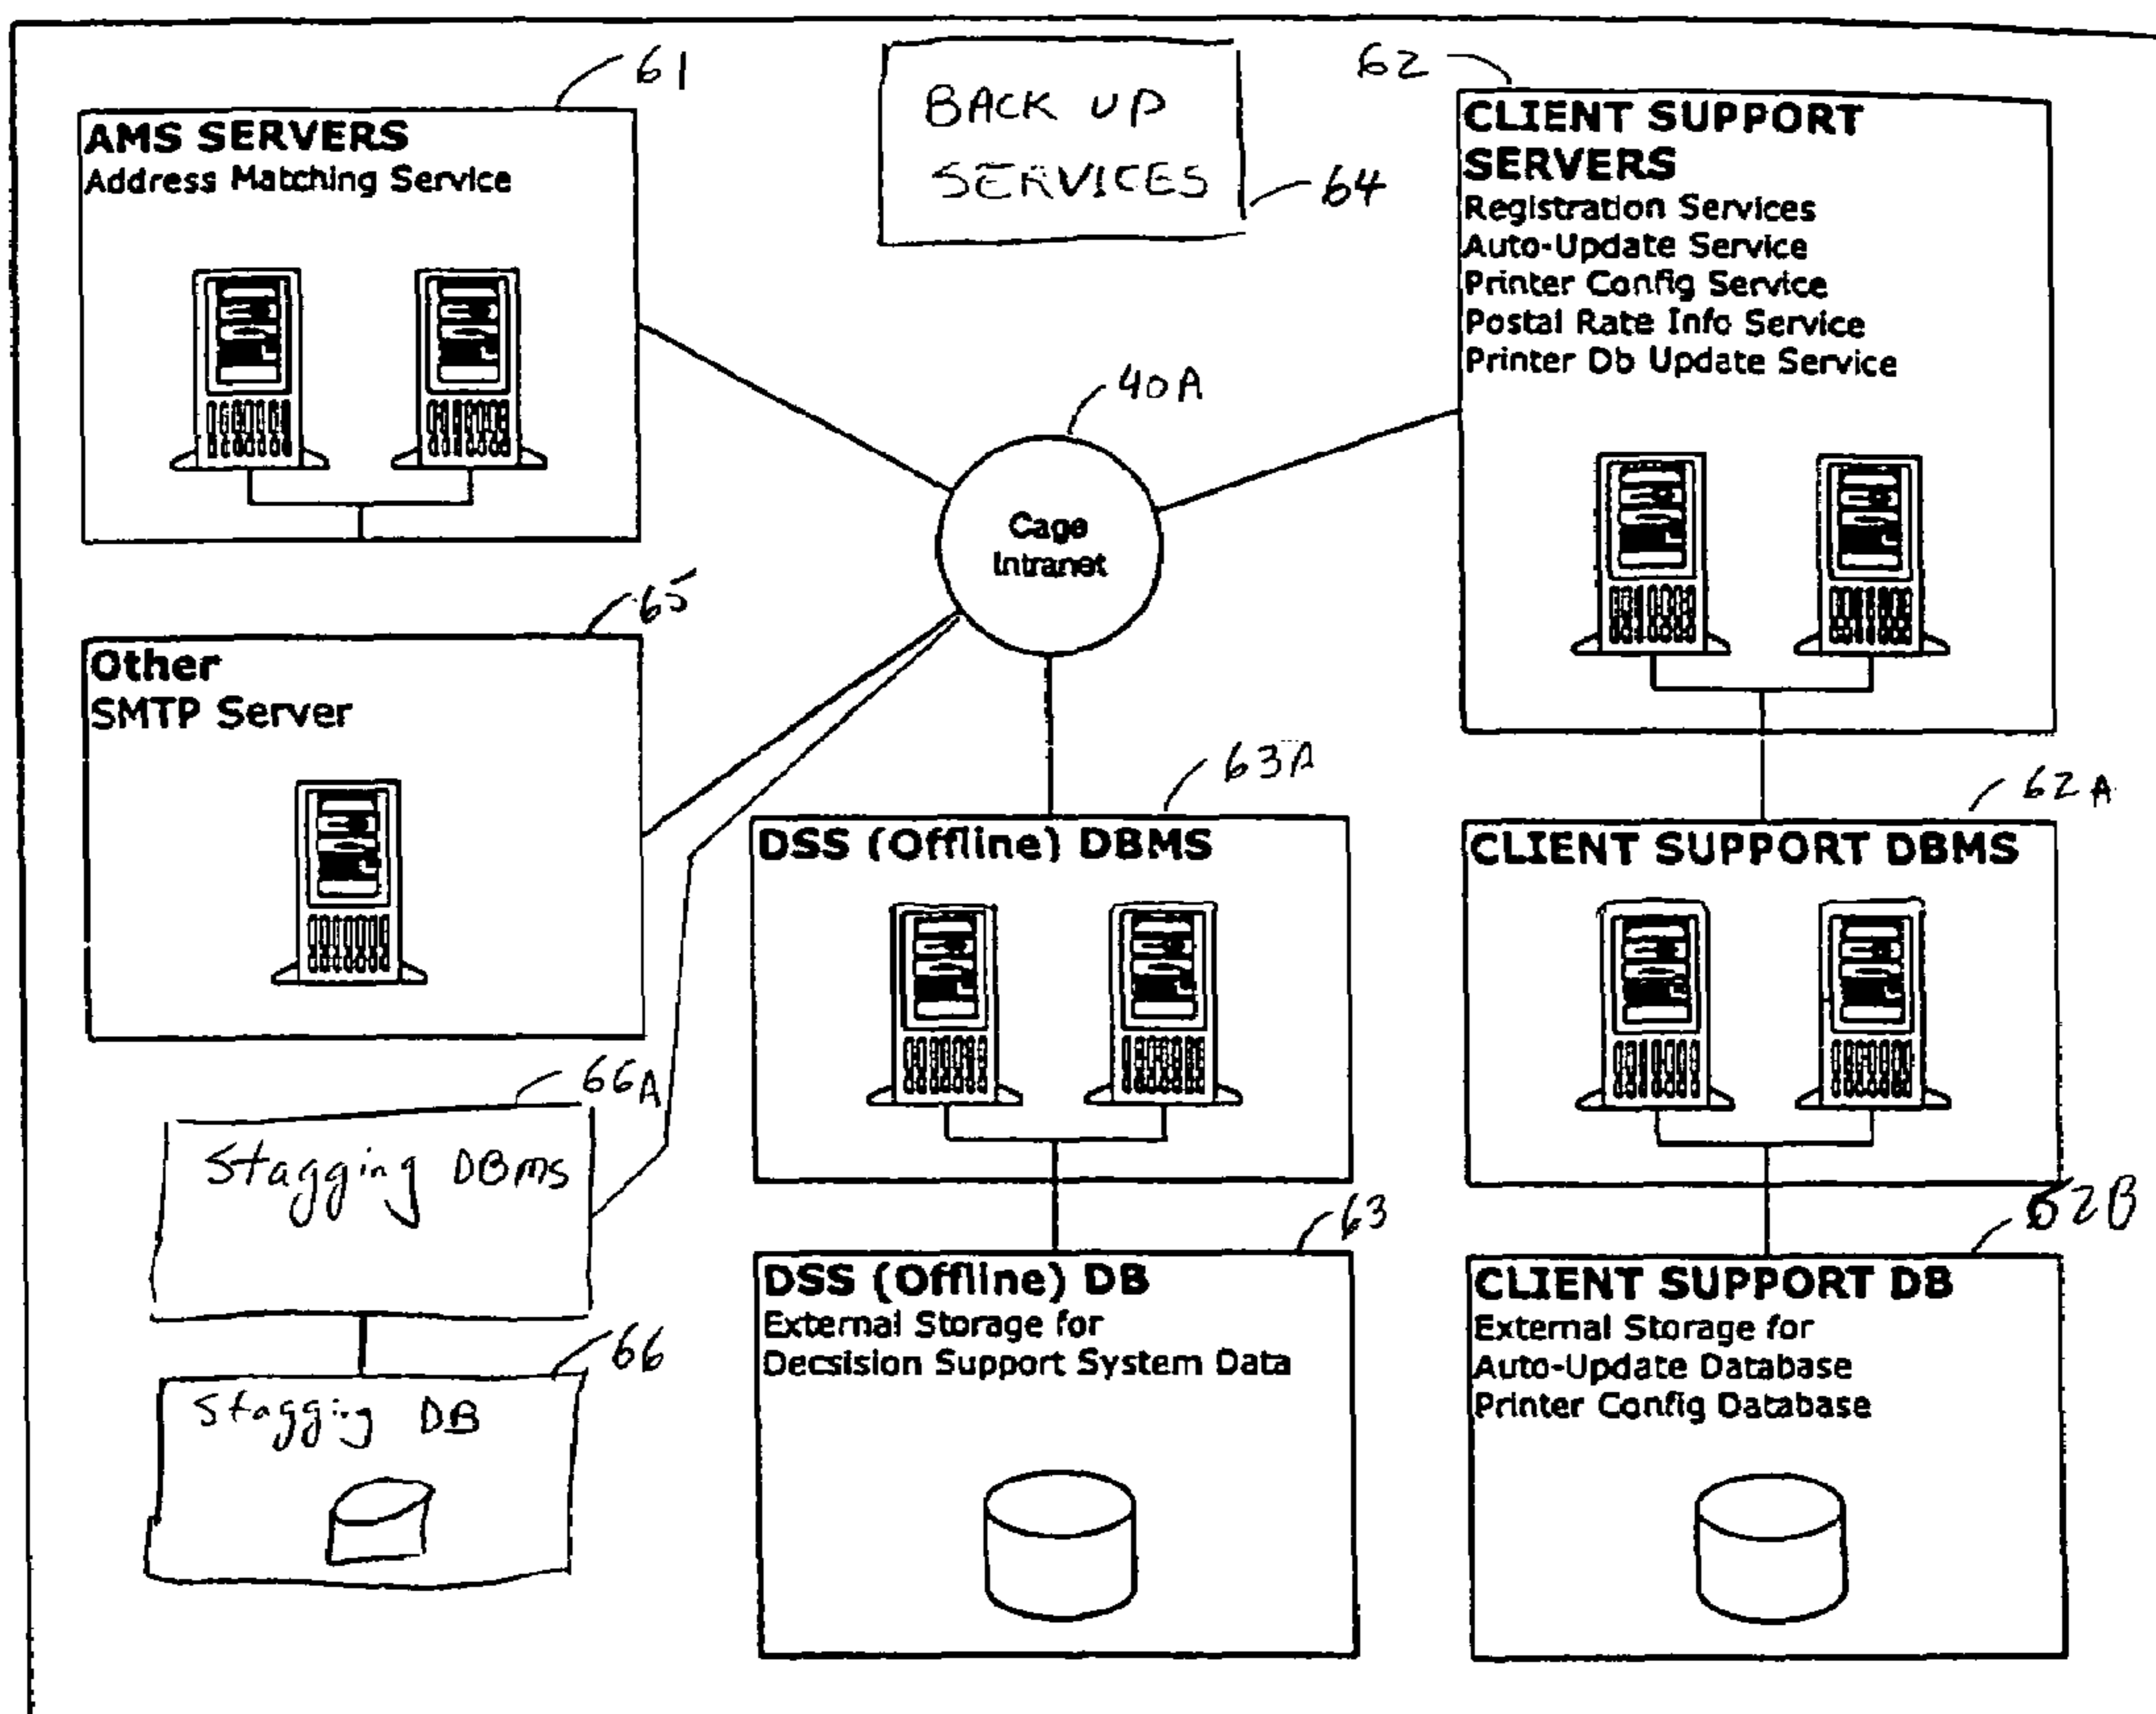 61
AMS SERVERS
Address Matching Service
BACK UP
SERVICES
64
62
CLIENT SUPPORT
SERVERS
Registration Services
Auto-Update Service
Printer Config Service
Postal Rate Info Service
Printer Db Update Service
40A
Cage
Intranet
65
Other
SMTP Server
63A
DSS (Offline) DBMS
62A
CLIENT SUPPORT DBMS
66A
Stagging DBms
63
DSS (Offline) DB
External Storage for
Decsision Support System Data
62B
CLIENT SUPPORT DB
External Storage for
Auto-Update Database
Printer Config Database
66
Stagging DB